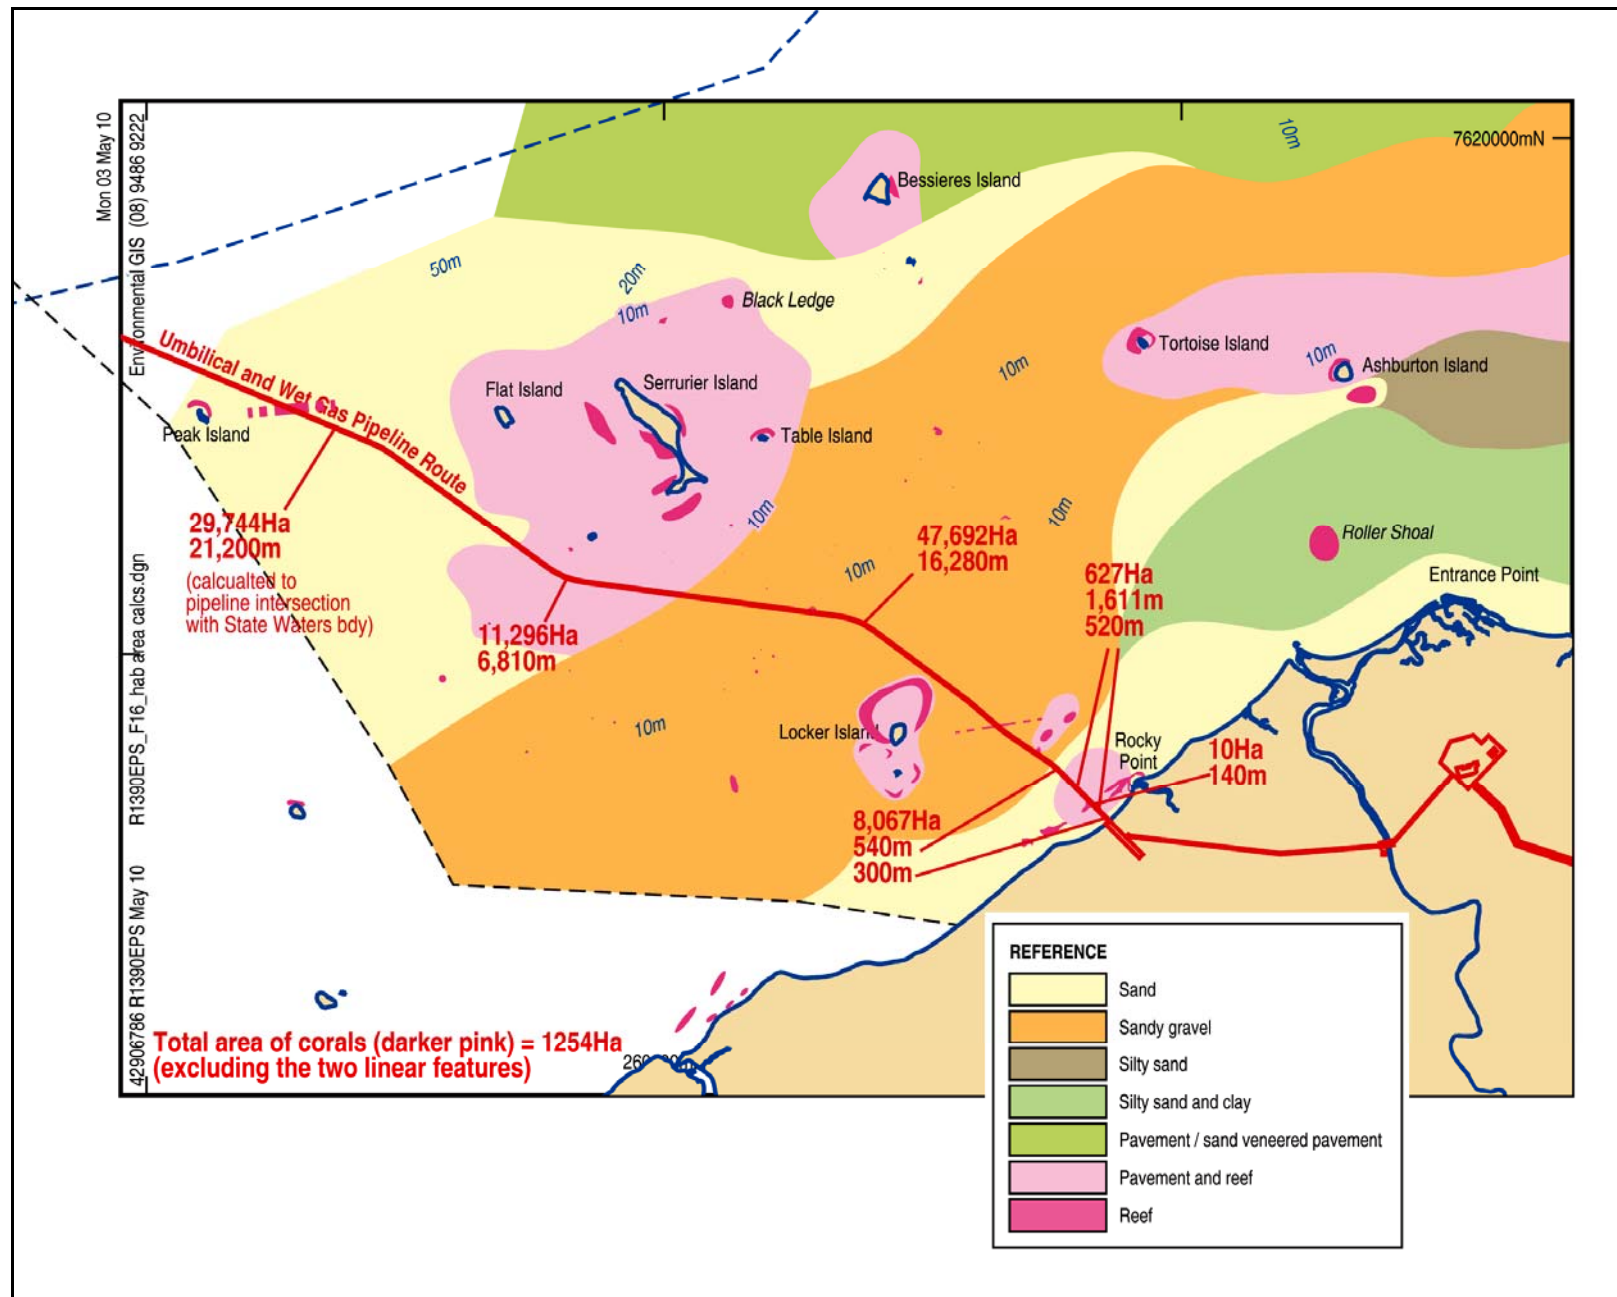 Mon 03 May 10
Environmental GIS (08) 9486 9222
R1390EPS_F16_hab area calcs.dgn
42906786 R1390EPS May 10
10m
7620000mN
Bessieres Island
50m
20m
10m
Black Ledge
Umbilical and Wet Gas Pipeline Route
Flat Island
Serrurier Island
Table Island
Peak Island
10m
Tortoise Island
10m
Ashburton Island
29,744Ha
21,200m
(calcualted to
pipeline intersection
with State Waters bdy)
10m
10m
10m
47,692Ha
16,280m
Roller Shoal
Entrance Point
627Ha
1,611m
520m
11,296Ha
6,810m
10m
Locker Island
Rocky
Point
10Ha
140m
8,067Ha
540m
300m
Total area of corals (darker pink) = 1254Ha
(excluding the two linear features)
REFERENCE
Sand
Sandy gravel
Silty sand
Silty sand and clay
Pavement / sand veneered pavement
Pavement and reef
Reef